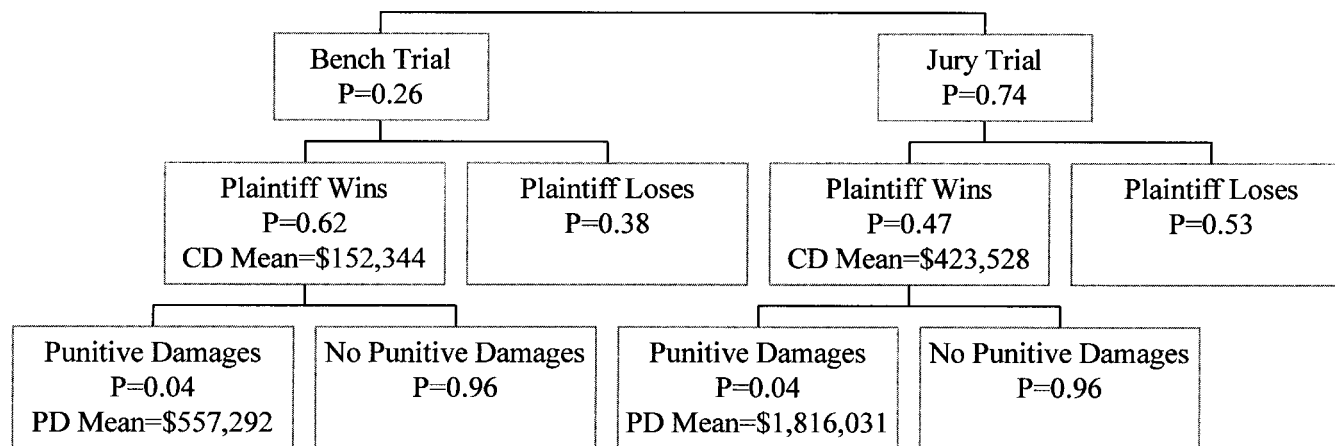 Bench Trial
P=0.26
Jury Trial
P=0.74
Plaintiff Wins
P=0.62
CD Mean=$152,344
Plaintiff Loses
P=0.38
Plaintiff Wins
P=0.47
CD Mean=$423,528
Plaintiff Loses
P=0.53
Punitive Damages
P=0.04
PD Mean=$557,292
No Punitive Damages
P=0.96
Punitive Damages
P=0.04
PD Mean=$1,816,031
No Punitive Damages
P=0.96